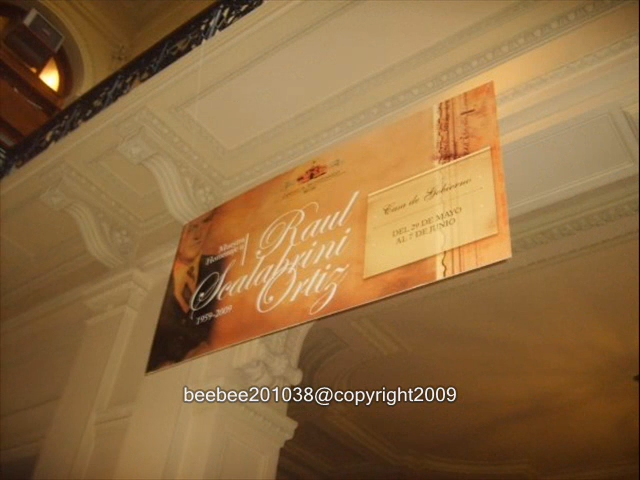 Muestra
Homenaje a
Raul
Scalabrini
Ortiz
1959-2009
Casa de Gobierno
DEL 29 DE MAYO
AL 7 DE JUNIO
beebee201038@copyright2009